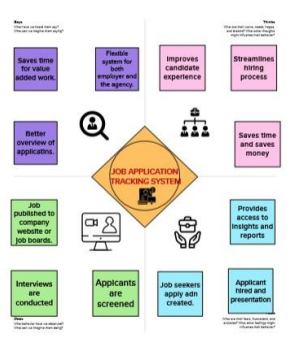 Says
Thinks
Saves time
for value
added work.
Flexible
system for
both
employer and
the agency.
Improves
candidate
experience
Streamlines
hiring
process
Better
overview of
applicatins.
Saves time
and saves
money
JOB APPLICATION
TRACKING SYSTEM
Job
published to
company
website or
job boards.
Provides
access to
insights and
reports
Interviews
are
conducted
Applcants
are
screened
Job seekers
apply adn
created.
Applicant
hired and
presentation